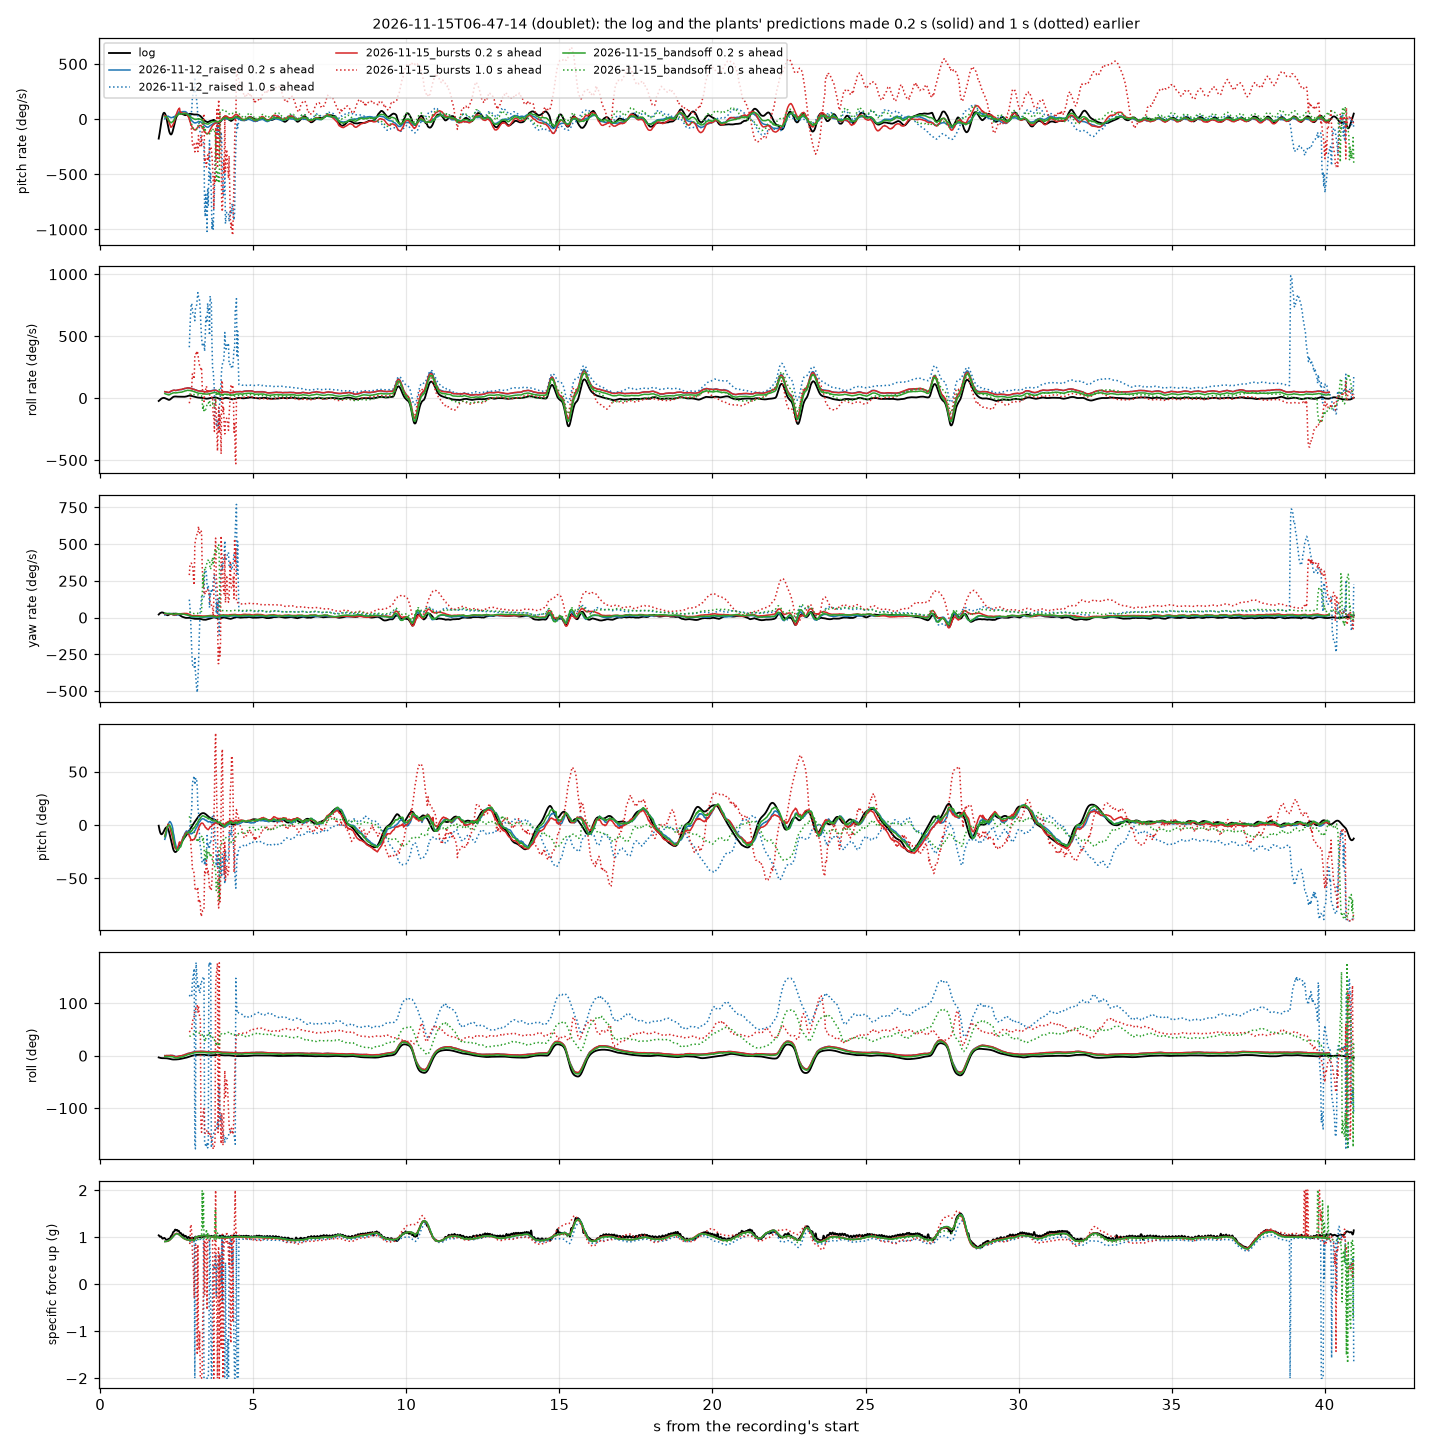 2026-11-15T06-47-14 (doublet): the log and the plants' predictions made 0.2 s (solid) and 1 s (dotted) earlier
log
2026-11-12_raised 0.2 s ahead
2026-11-12_raised 1.0 s ahead
2026-11-15_bursts 0.2 s ahead
2026-11-15_bursts 1.0 s ahead
2026-11-15_bandsoff 0.2 s ahead
2026-11-15_bandsoff 1.0 s ahead
pitch rate (deg/s)
500
0
−500
−1000
roll rate (deg/s)
1000
500
0
−500
yaw rate (deg/s)
750
500
250
0
−250
−500
pitch (deg)
50
0
−50
roll (deg)
100
0
−100
specific force up (g)
2
1
0
−1
−2
0 5 10 15 20 25 30 35 40
s from the recording's start